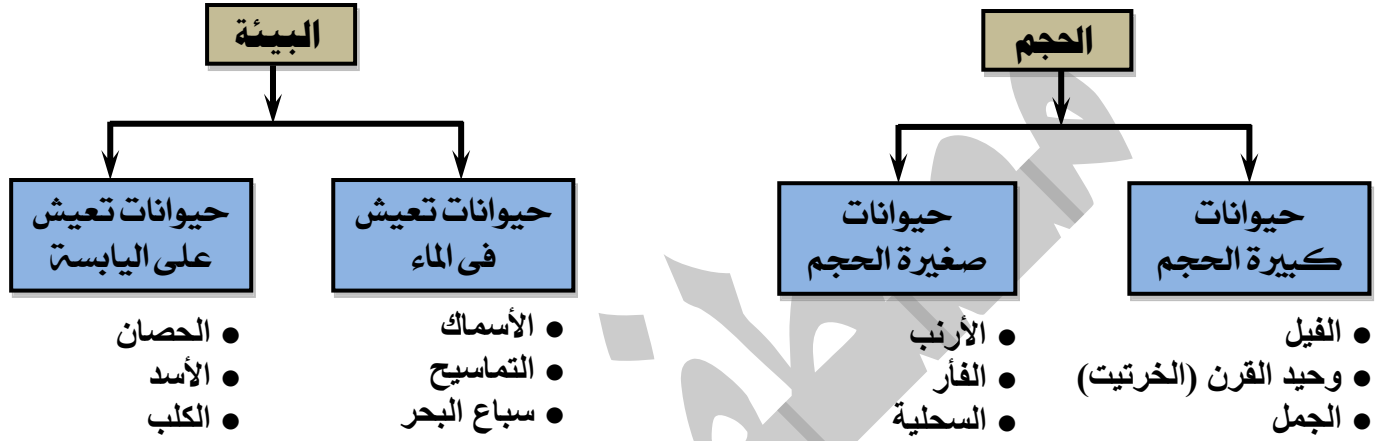 الحجم
حيوانات
كبيرة الحجم
● الفيل
● وحيد القرن (الخرتيت)
● الجمل
حيوانات
صغيرة الحجم
● الأرنب
● الفأر
● السحلية
البيئة
حيوانات تعيش
فى الماء
● الأسماك
● التماسيح
● سباع البحر
حيوانات تعيش
على اليابسة
● الحصان
● الأسد
● الكلب